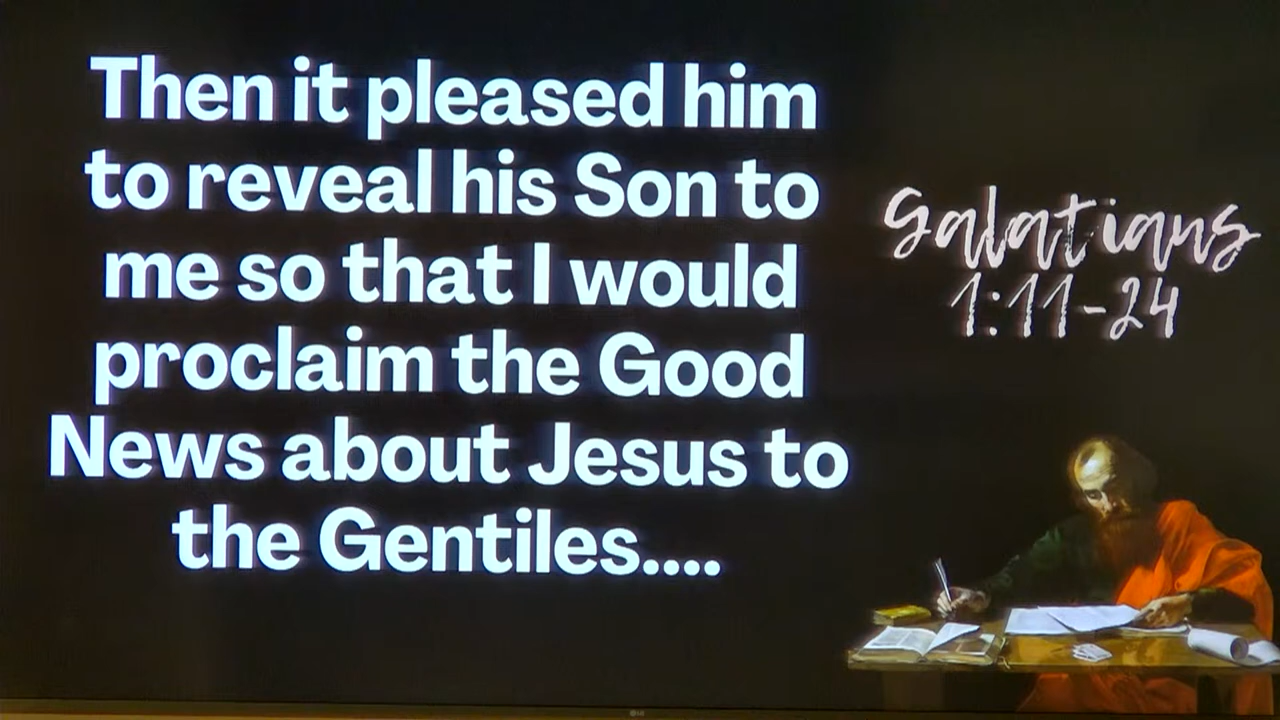 Then it pleased him
to reveal his Son to
me so that I would
proclaim the Good
News about Jesus to
the Gentiles....
Galatians
1:11-24
LG